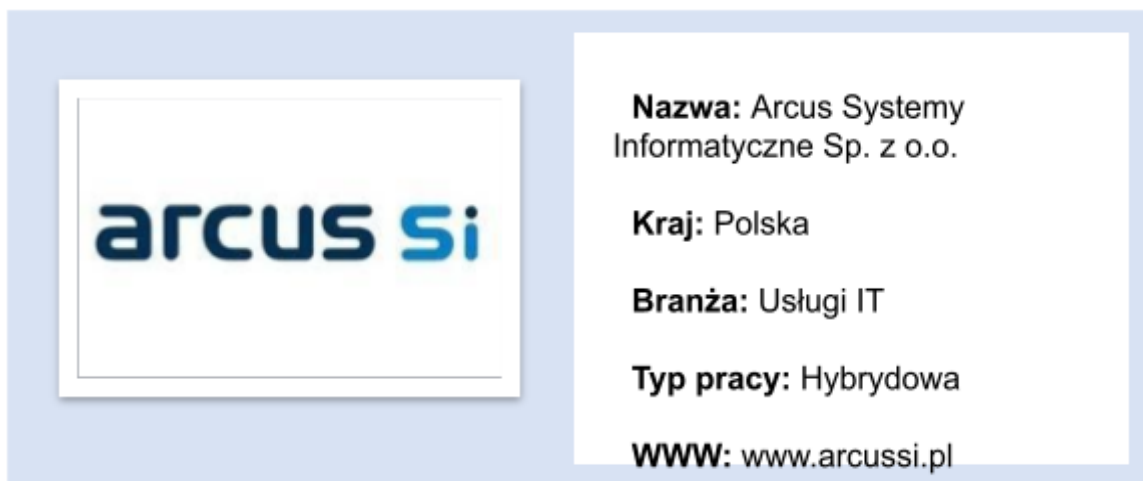 arcus si
Nazwa: Arcus Systemy
Informatyczne Sp. z o.o.
Kraj: Polska
Branża: Usługi IT
Typ pracy: Hybrydowa
WWW: www.arcussi.pl